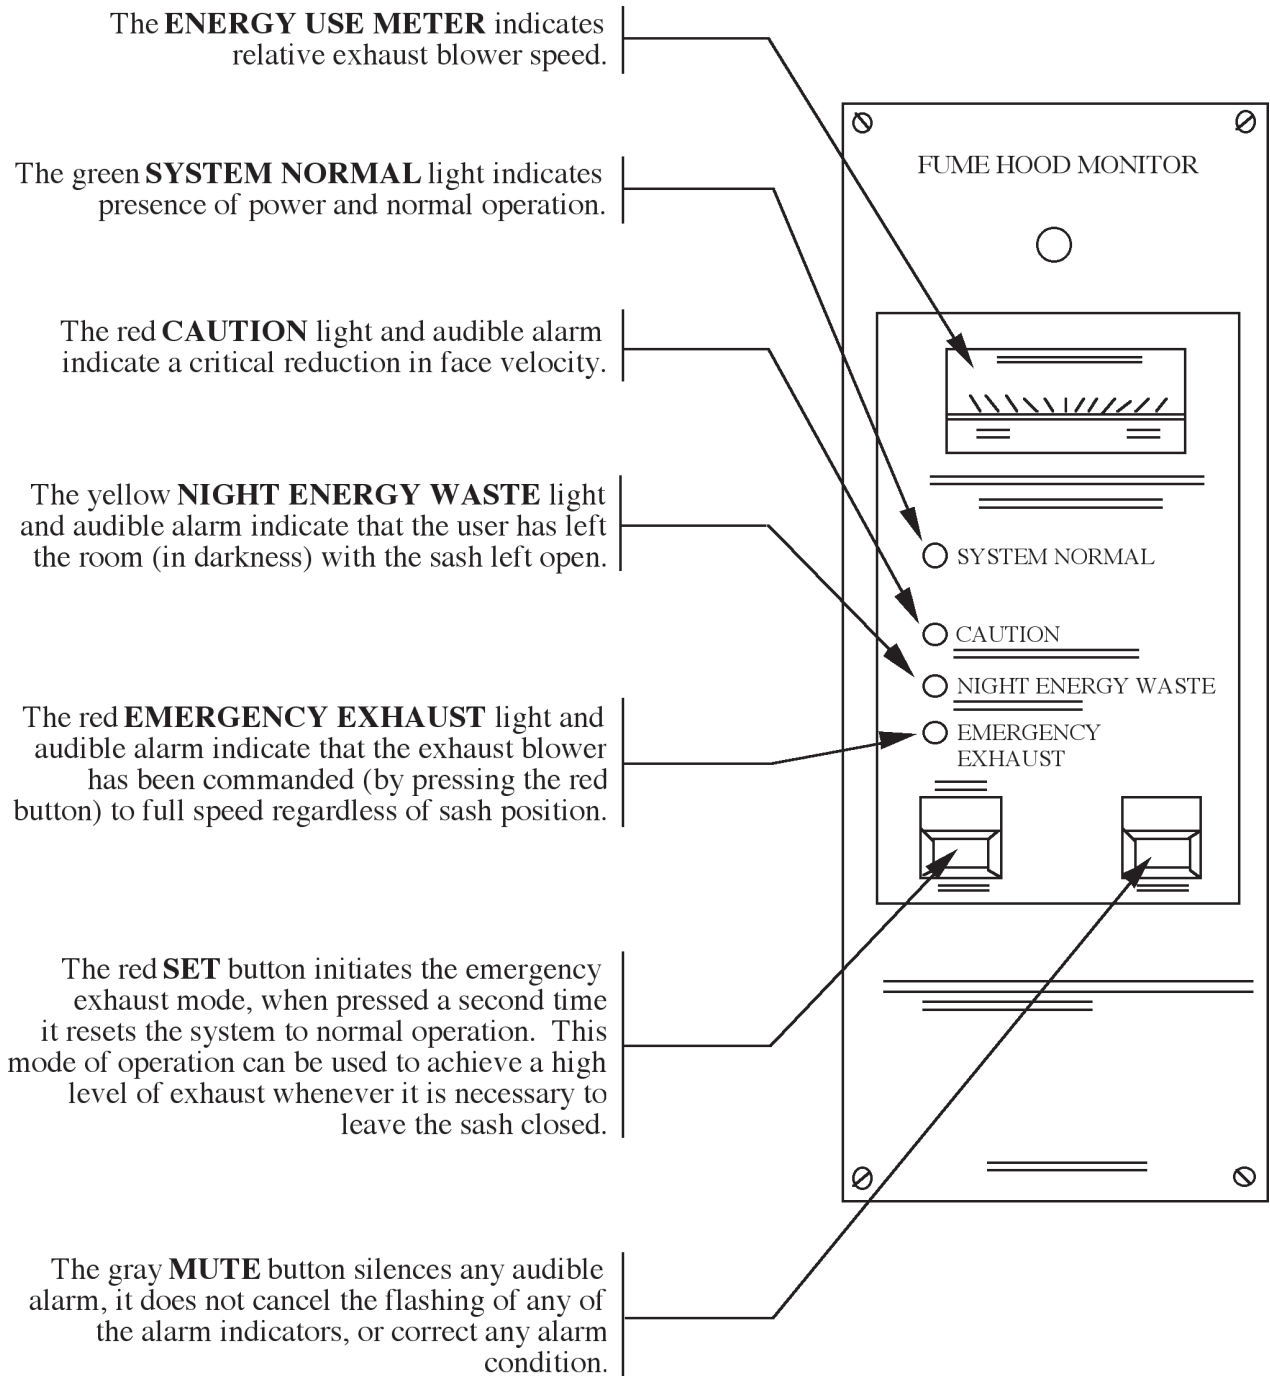 The ENERGY USE METER indicates
relative exhaust blower speed.
The green SYSTEM NORMAL light indicates
presence of power and normal operation.
The red CAUTION light and audible alarm
indicate a critical reduction in face velocity.
The yellow NIGHT ENERGY WASTE light
and audible alarm indicate that the user has left
the room (in darkness) with the sash left open.
The red EMERGENCY EXHAUST light and
audible alarm indicate that the exhaust blower
has been commanded (by pressing the red
button) to full speed regardless of sash position.
The red SET button initiates the emergency
exhaust mode, when pressed a second time
it resets the system to normal operation. This
mode of operation can be used to achieve a high
level of exhaust whenever it is necessary to
leave the sash closed.
The gray MUTE button silences any audible
alarm, it does not cancel the flashing of any of
the alarm indicators, or correct any alarm
condition.
FUME HOOD MONITOR
SYSTEM NORMAL
CAUTION
NIGHT ENERGY WASTE
EMERGENCY
EXHAUST